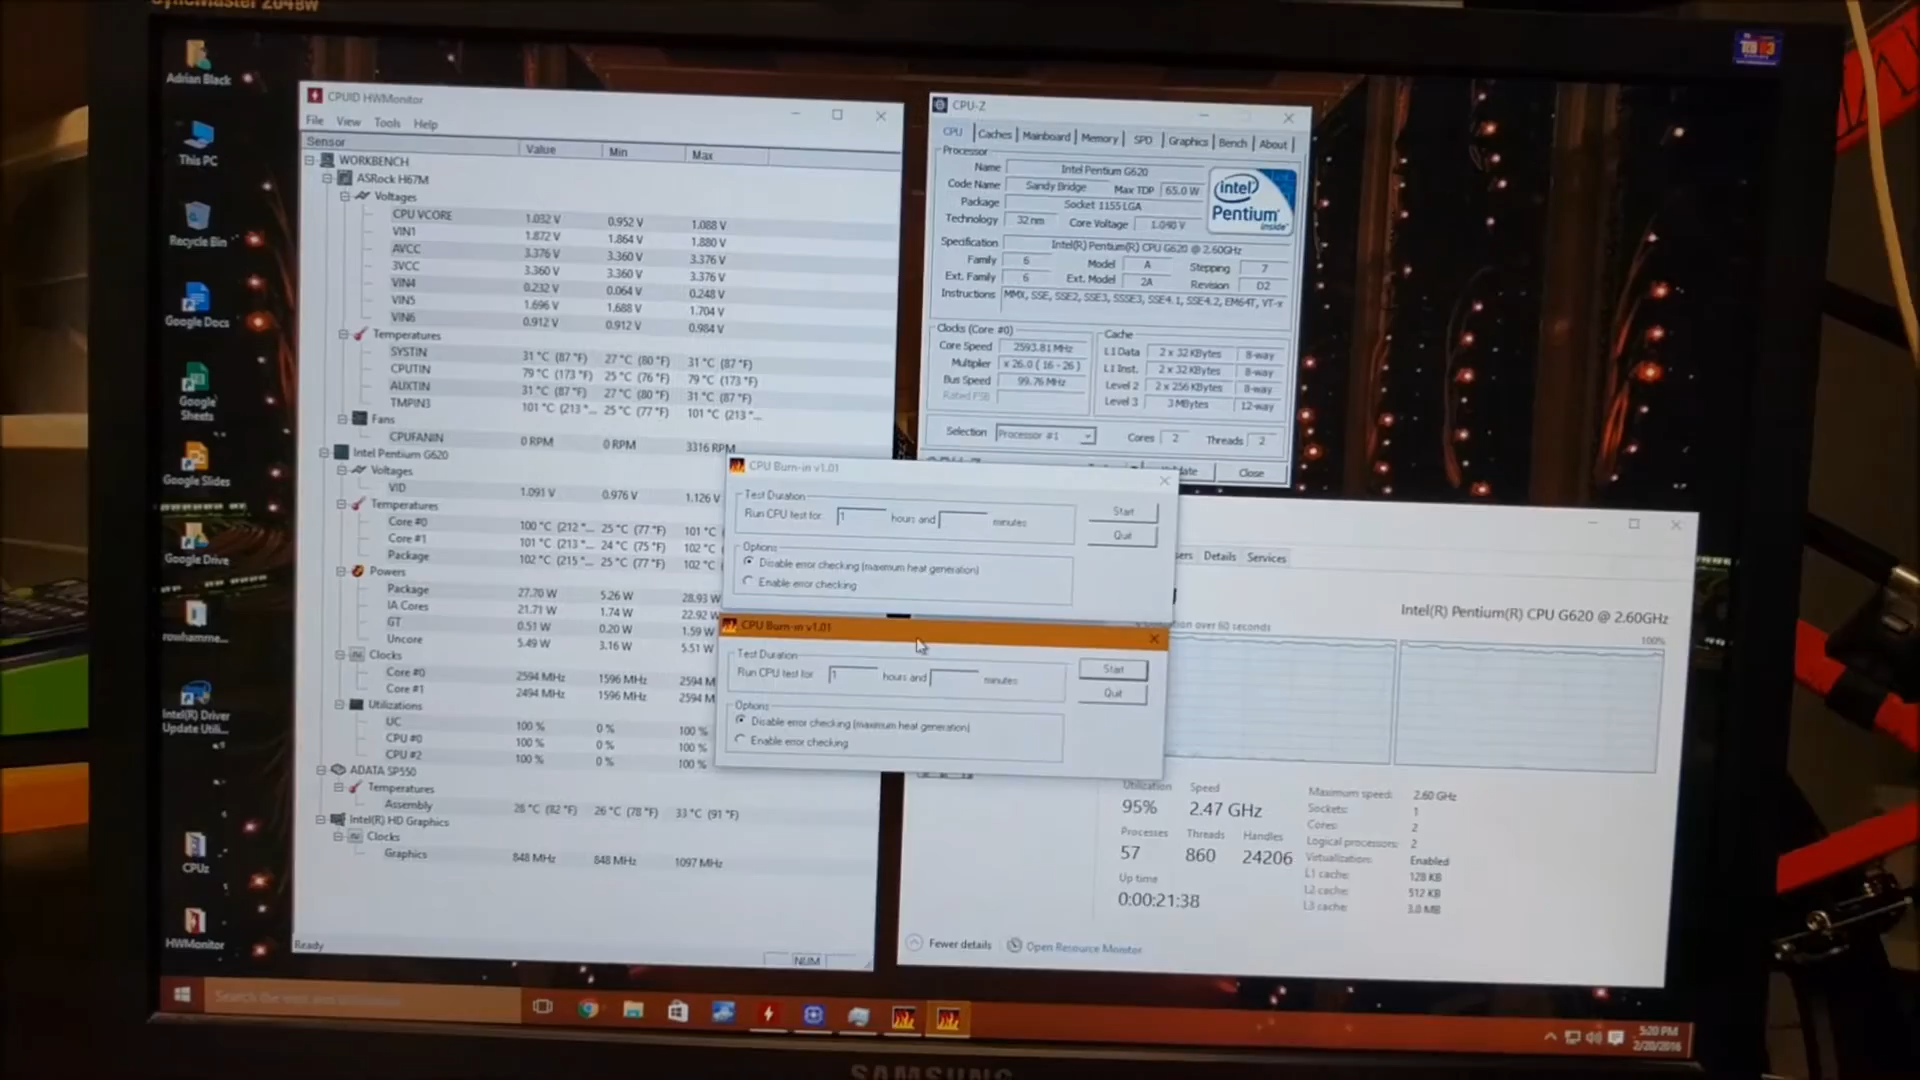 SyncMaster 2048W
Adrian Black
This PC
Recycle Bin
Google Docs
Google
Sheets
Google Slides
Google Drive
rowhamme...
Intel(R) Driver
Update Utili...
CPUz
HWMonitor
CPUID HWMonitor
File View Tools Help
Sensor Value Min Max
WORKBENCH
ASRock H67M
Voltages
CPU VCORE 1.032 V 0.952 V 1.088 V
VIN1 1.872 V 1.864 V 1.880 V
AVCC 3.376 V 3.360 V 3.376 V
3VCC 3.360 V 3.360 V 3.376 V
VIN4 0.232 V 0.064 V 0.248 V
VIN5 1.696 V 1.688 V 1.704 V
VIN6 0.912 V 0.912 V 0.984 V
Temperatures
SYSTIN 31 °C (87 °F) 27 °C (80 °F) 31 °C (87 °F)
CPUTIN 79 °C (173 °F) 25 °C (76 °F) 79 °C (173 °F)
AUXTIN 31 °C (87 °F) 27 °C (80 °F) 31 °C (87 °F)
TMPIN3 101 °C (213 °... 25 °C (77 °F) 101 °C (213 °...
Fans
CPUFANIN 0 RPM 0 RPM 3316 RPM
Intel Pentium G620
Voltages
VID 1.091 V 0.976 V 1.126 V
Temperatures
Core #0 100 °C (212 °... 25 °C (77 °F) 101 °C
Core #1 101 °C (213 °... 24 °C (75 °F) 102 °C
Package 102 °C (215 °... 25 °C (77 °F) 102 °C
Powers
Package 27.70 W 5.26 W 28.93 W
IA Cores 21.71 W 1.74 W 22.92 W
GT 0.51 W 0.20 W 1.59 W
Uncore 5.49 W 3.16 W 5.51 W
Clocks
Core #0 2594 MHz 1596 MHz 2594 M
Core #1 2494 MHz 1596 MHz 2594 M
Utilizations
UC 100 % 0 % 100 %
CPU #0 100 % 0 % 100 %
CPU #2 100 % 0 % 100 %
ADATA SP550
Temperatures
Assembly 28 °C (82 °F) 26 °C (78 °F) 33 °C (91 °F)
Intel(R) HD Graphics
Clocks
Graphics 848 MHz 848 MHz 1097 MHz
Ready NUM
CPU-Z
CPU Caches Mainboard Memory SPD Graphics Bench About
Processor
Name Intel Pentium G620
Code Name Sandy Bridge Max TDP 65.0 W
Package Socket 1155 LGA
Technology 32 nm Core Voltage 1.040 V
intel
Pentium
inside
Specification Intel(R) Pentium(R) CPU G620 @ 2.60GHz
Family 6 Model A Stepping 7
Ext. Family 6 Ext. Model 2A Revision D2
Instructions MMX, SSE, SSE2, SSE3, SSSE3, SSE4.1, SSE4.2, EM64T, VT-x
Clocks (Core #0)
Core Speed 2593.81 MHz
Multiplier x 26.0 ( 16 - 26 )
Bus Speed 99.76 MHz
Rated FSB
Cache
L1 Data 2 x 32 KBytes 8-way
L1 Inst. 2 x 32 KBytes 8-way
Level 2 2 x 256 KBytes 8-way
Level 3 3 MBytes 12-way
Selection Processor #1 Cores 2 Threads 2
Close
CPU Burn-in v1.01
Test Duration
Run CPU test for: 1 hours and minutes
Start
Quit
Options
Disable error checking (maximum heat generation)
Enable error checking
CPU Burn-in v1.01
Test Duration
Run CPU test for: 1 hours and minutes
Start
Quit
Options
Disable error checking (maximum heat generation)
Enable error checking
Details Services
Intel(R) Pentium(R) CPU G620 @ 2.60GHz
over 60 seconds 100%
Utilization Speed
95% 2.47 GHz
Processes Threads Handles
57 860 24206
Up time
0:00:21:38
Maximum speed: 2.60 GHz
Sockets: 1
Cores: 2
Logical processors: 2
Virtualization: Enabled
L1 cache: 128 KB
L2 cache: 512 KB
L3 cache: 3.0 MB
Fewer details Open Resource Monitor
5:20 PM
2/20/2016
SAMSUNG